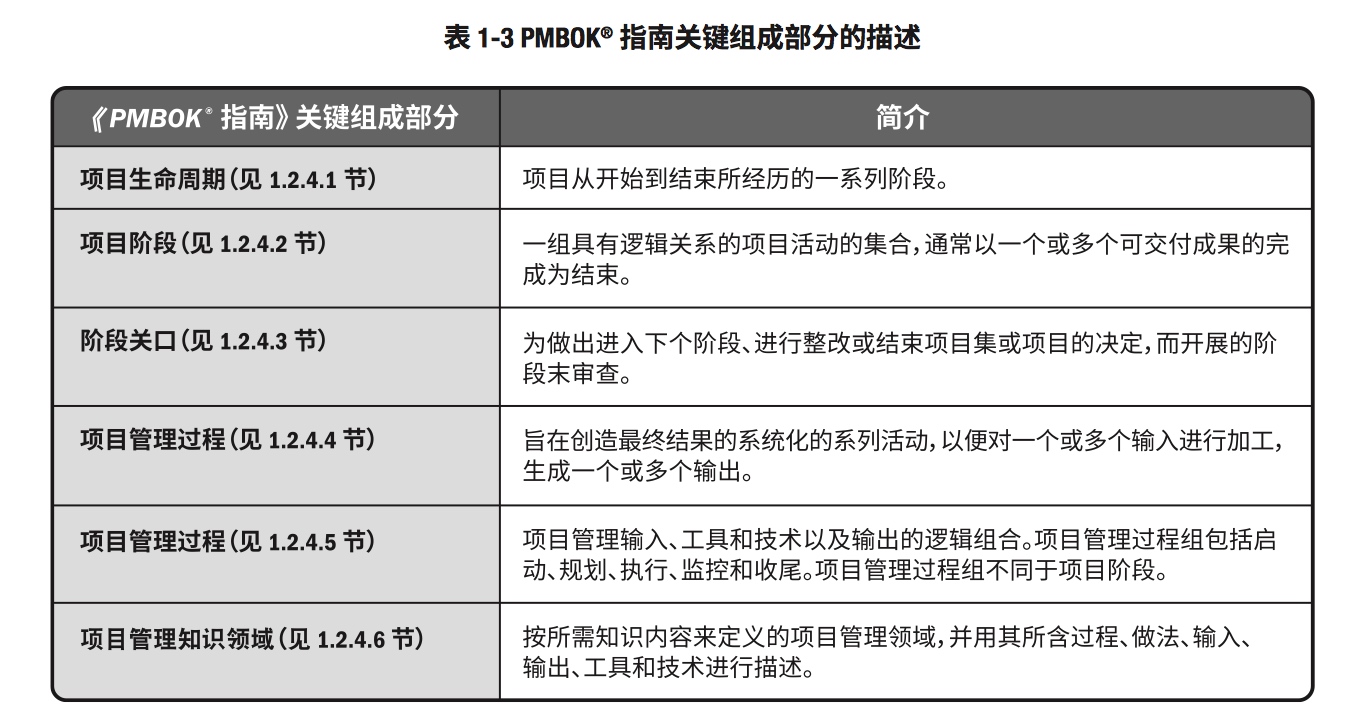 表 1-3 PMBOK® 指南关键组成部分的描述
《PMBOK® 指南》关键组成部分
简介
项目生命周期（见 1.2.4.1 节）
项目从开始到结束所经历的一系列阶段。
项目阶段（见 1.2.4.2 节）
一组具有逻辑关系的项目活动的集合，通常以一个或多个可交付成果的完
成为结束。
阶段关口（见 1.2.4.3 节）
为做出进入下个阶段、进行整改或结束项目集或项目的决定，而开展的阶
段末审查。
项目管理过程（见 1.2.4.4 节）
旨在创造最终结果的系统化的系列活动，以便对一个或多个输入进行加工，
生成一个或多个输出。
项目管理过程（见 1.2.4.5 节）
项目管理输入、工具和技术以及输出的逻辑组合。项目管理过程组包括启
动、规划、执行、监控和收尾。项目管理过程组不同于项目阶段。
项目管理知识领域（见 1.2.4.6 节）
按所需知识内容来定义的项目管理领域，并用其所含过程、做法、输入、
输出、工具和技术进行描述。